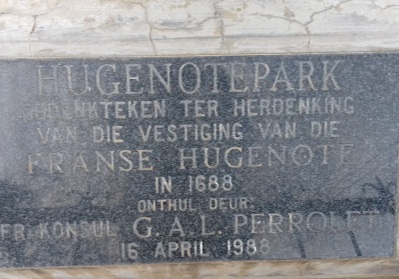 HUGENOTEPARK
GEDENKTEKEN TER HERDENKING
VAN DIE VESTIGING VAN DIE
FRANSE HUGENOTE
IN 1688
ONTHUL DEUR:
FR. KONSUL G.A.L. PERROLET
16 APRIL 1988